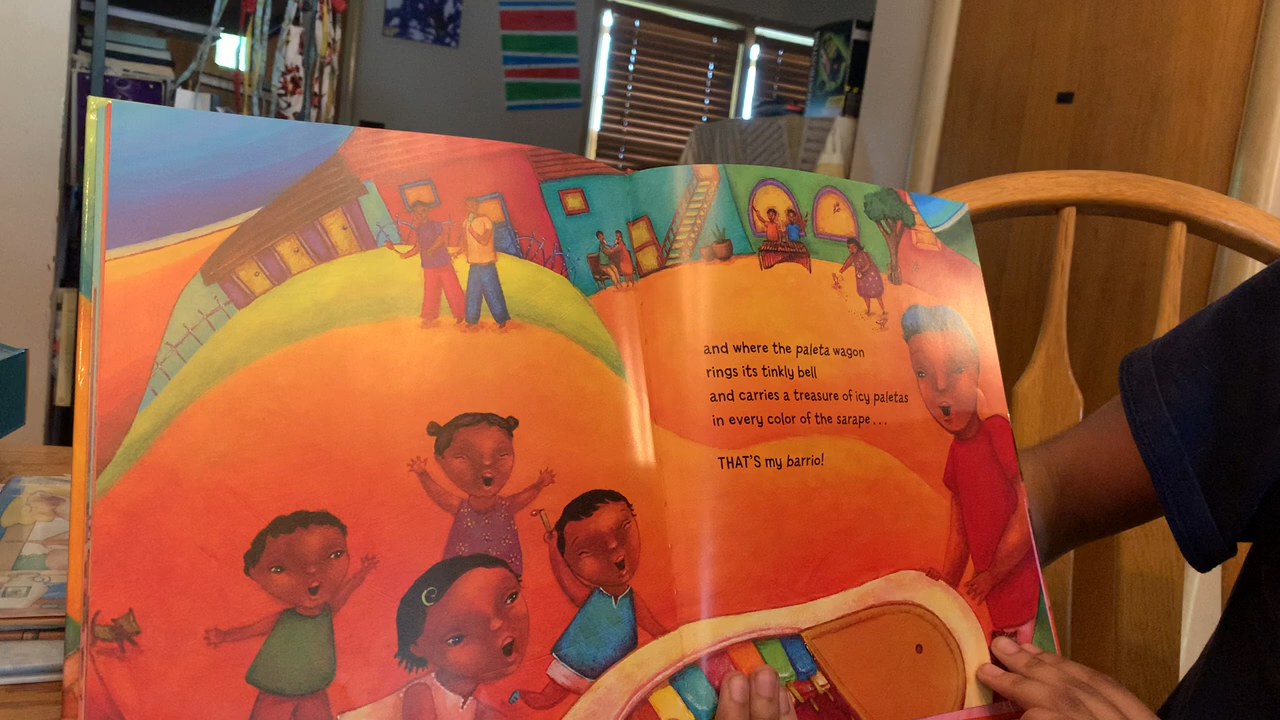 and where the paleta wagon
rings its tinkly bell
and carries a treasure of icy paletas
in every color of the sarape . . .
THAT'S my barrio!